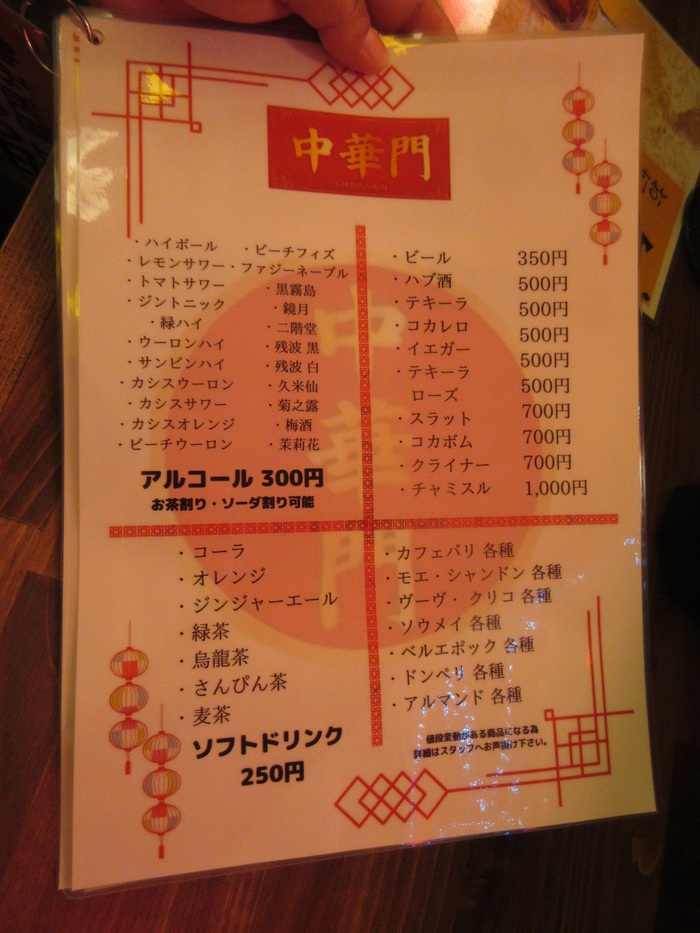 中華門
・ハイボール
・レモンサワー
・トマトサワー
・ジントニック
・緑ハイ
・ウーロンハイ
・サンピンハイ
・カシスウーロン
・カシスサワー
・カシスオレンジ
・ピーチウーロン
・ピーチフィズ
・ファジーネーブル
・黒霧島
・鏡月
・二階堂
・残波 黒
・残波 白
・久米仙
・菊之露
・梅酒
・茉莉花
アルコール 300円
お茶割り・ソーダ割り可能
・ビール 350円
・ハブ酒 500円
・テキーラ 500円
・コカレロ 500円
・イエガー 500円
・テキーラ
ローズ 500円
・スラット 700円
・コカボム 700円
・クライナー 700円
・チャミスル 1,000円
・コーラ
・オレンジ
・ジンジャーエール
・緑茶
・烏龍茶
・さんぴん茶
・麦茶
ソフトドリンク
250円
・カフェパリ 各種
・モエ・シャンドン 各種
・ヴーヴ・ クリコ 各種
・ソウメイ 各種
・ベルエポック 各種
・ドンペリ 各種
・アルマンド 各種
値段変動がある商品になる為
詳細はスタッフへお声掛け下さい。
中華門